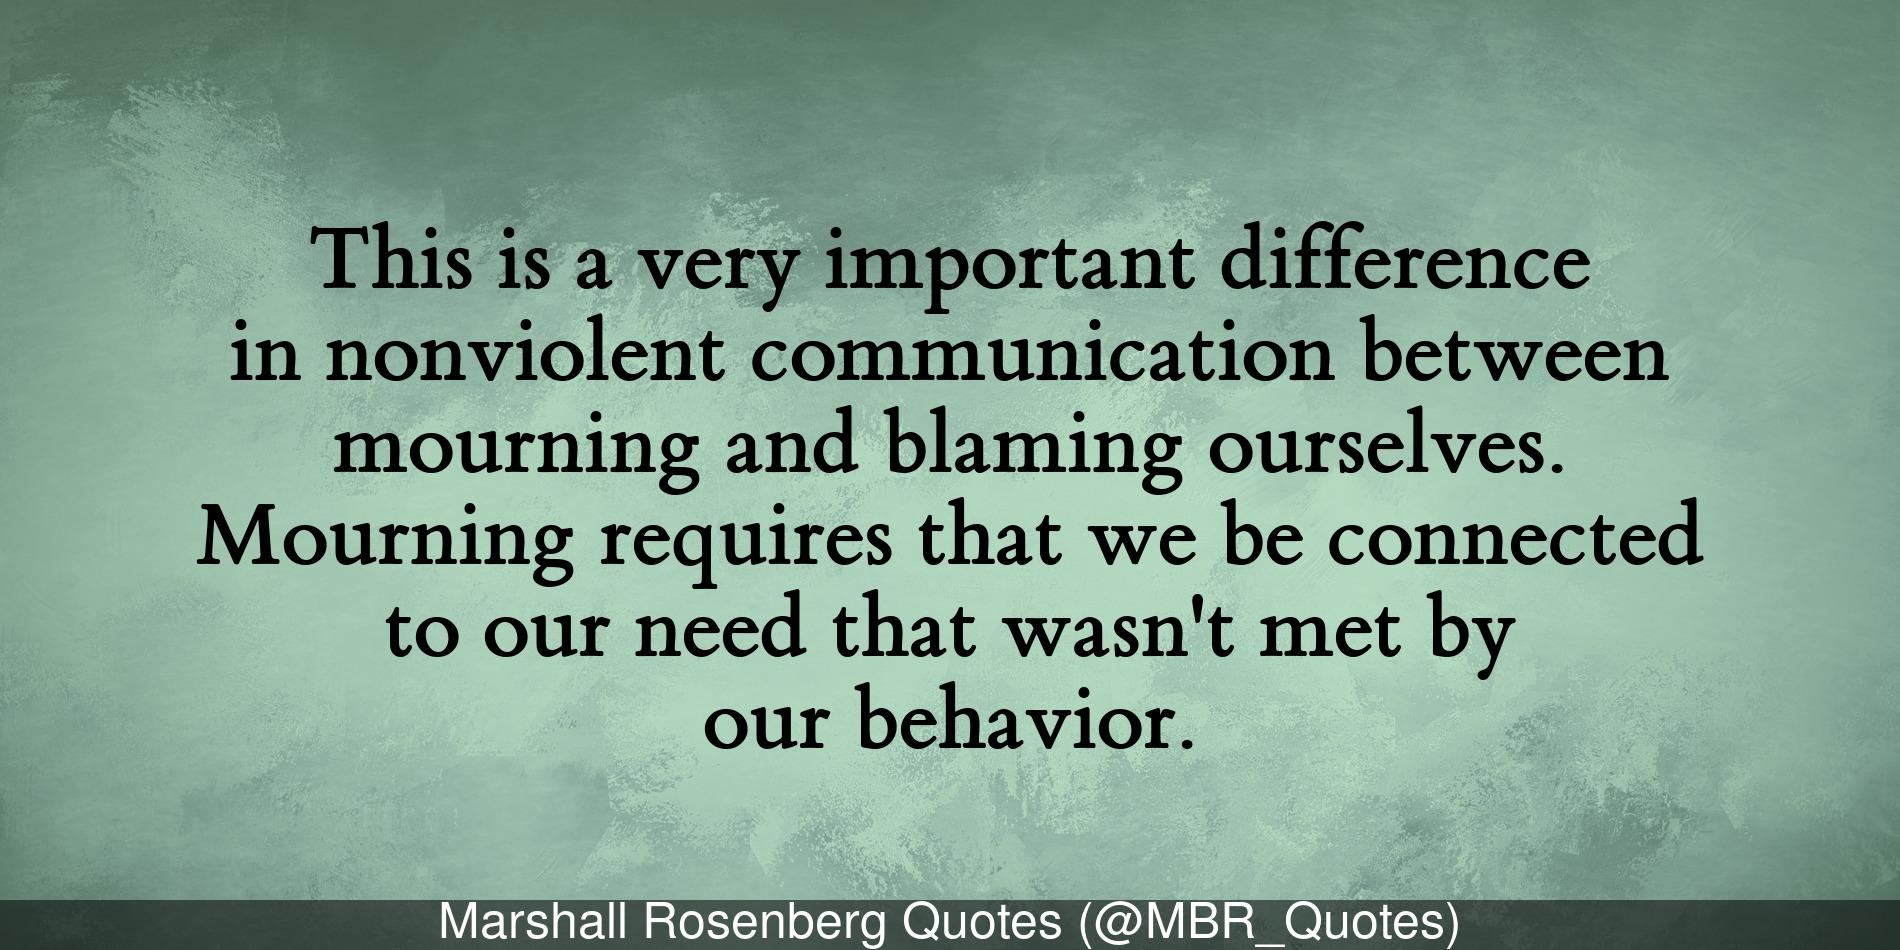 This is a very important difference
in nonviolent communication between
mourning and blaming ourselves.
Mourning requires that we be connected
to our need that wasn't met by
our behavior.
Marshall Rosenberg Quotes (@MBR_Quotes)